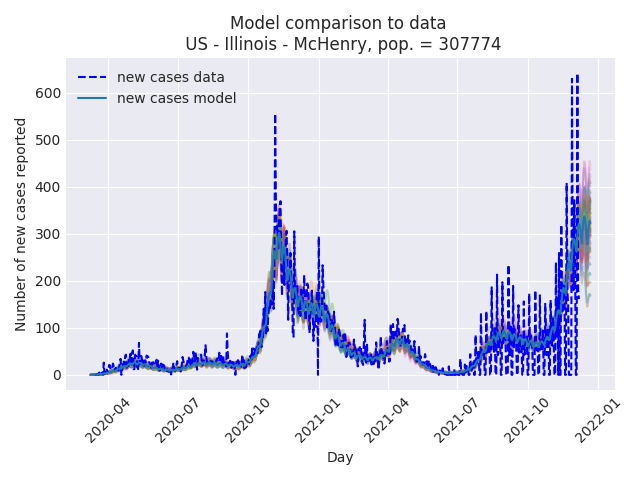 Model comparison to data
US - Illinois - McHenry, pop. = 307774
new cases data
new cases model
Number of new cases reported
600
500
400
300
200
100
0
2020-04
2020-07
2020-10
2021-01
2021-04
2021-07
2021-10
2022-01
Day